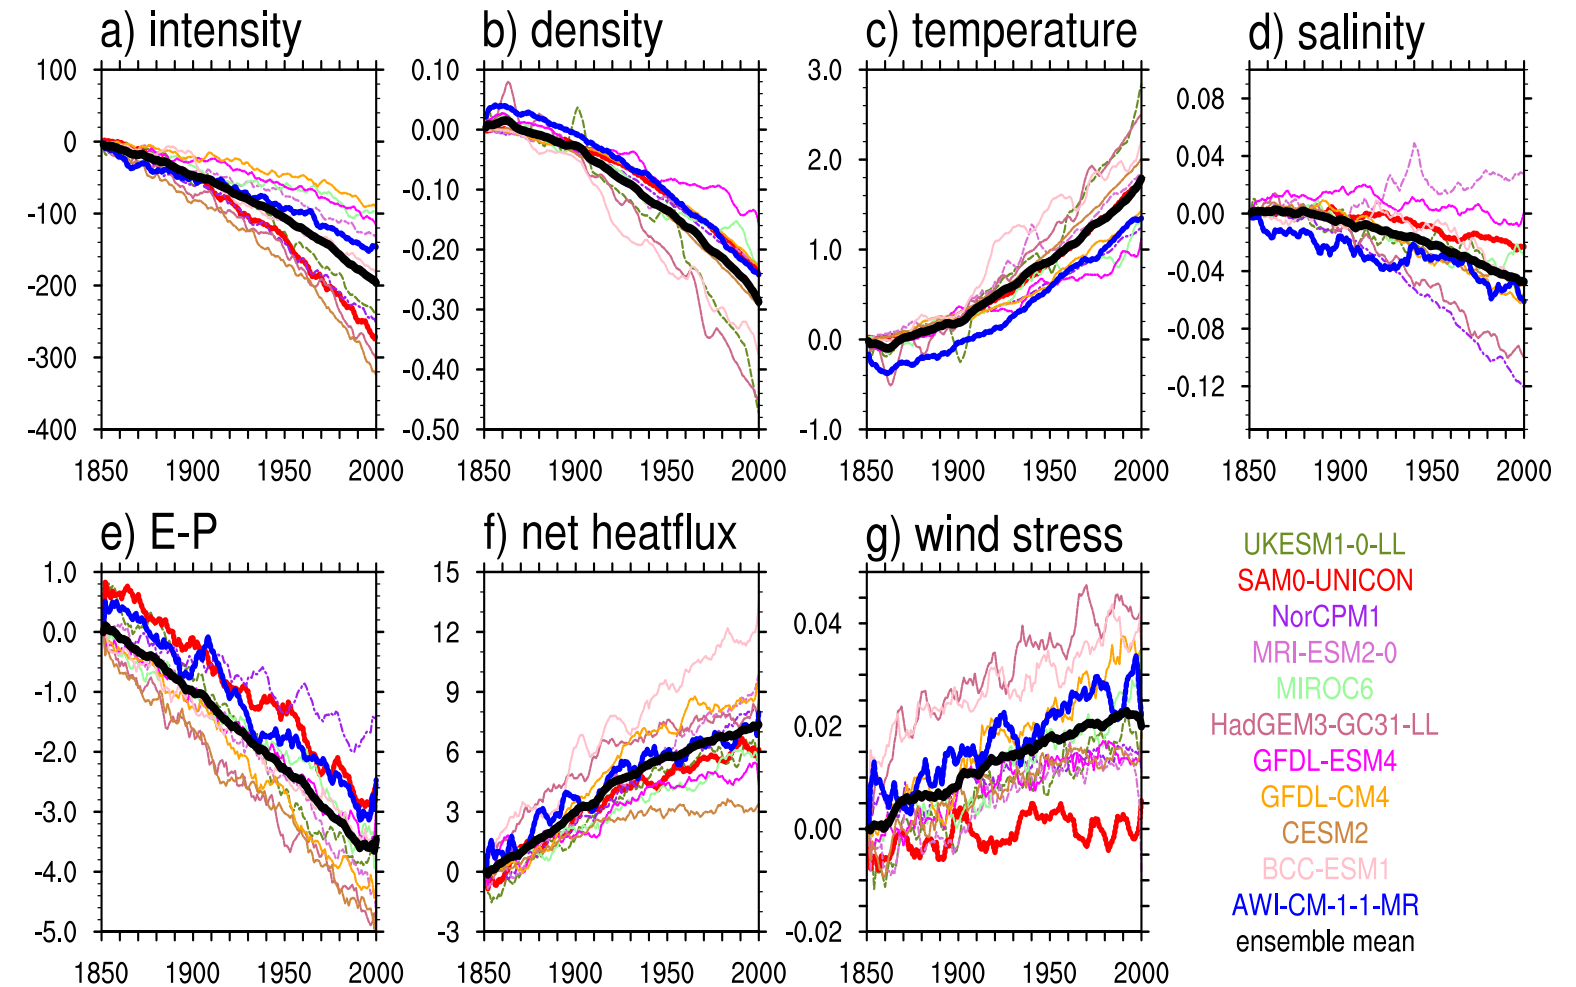 a) intensity
b) density
c) temperature
d) salinity
100
0
-100
-200
-300
-400
1850 1900 1950 2000
0.10
0.00
-0.10
-0.20
-0.30
-0.40
-0.50
1850 1900 1950 2000
3.0
2.0
1.0
0.0
-1.0
1850 1900 1950 2000
0.08
0.04
0.00
-0.04
-0.08
-0.12
1850 1900 1950 2000
e) E-P
f) net heatflux
g) wind stress
1.0
0.0
-1.0
-2.0
-3.0
-4.0
-5.0
1850 1900 1950 2000
15
12
9
6
3
0
-3
1850 1900 1950 2000
0.04
0.02
0.00
-0.02
1850 1900 1950 2000
UKESM1-0-LL
SAM0-UNICON
NorCPM1
MRI-ESM2-0
MIROC6
HadGEM3-GC31-LL
GFDL-ESM4
GFDL-CM4
CESM2
BCC-ESM1
AWI-CM-1-1-MR
ensemble mean